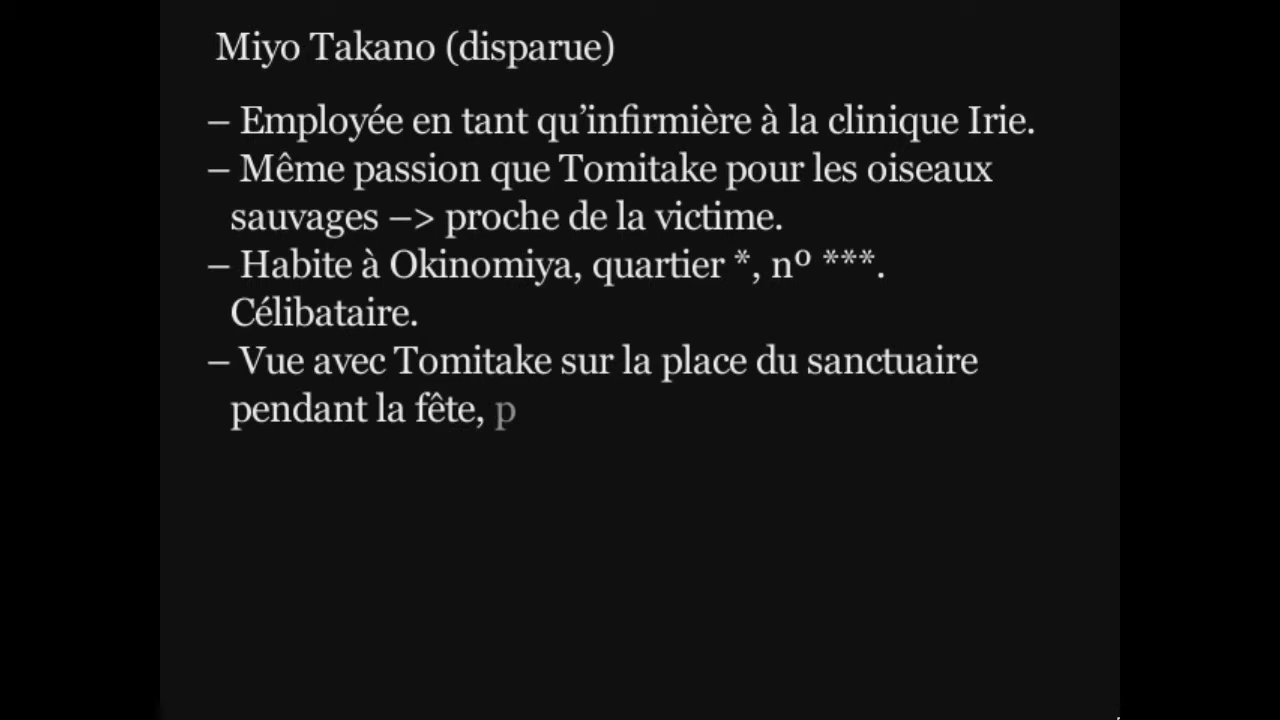 Miyo Takano (disparue)
– Employée en tant qu’infirmière à la clinique Irie.
– Même passion que Tomitake pour les oiseaux
sauvages –> proche de la victime.
– Habite à Okinomiya, quartier *, nº ***.
Célibataire.
– Vue avec Tomitake sur la place du sanctuaire
pendant la fête, p